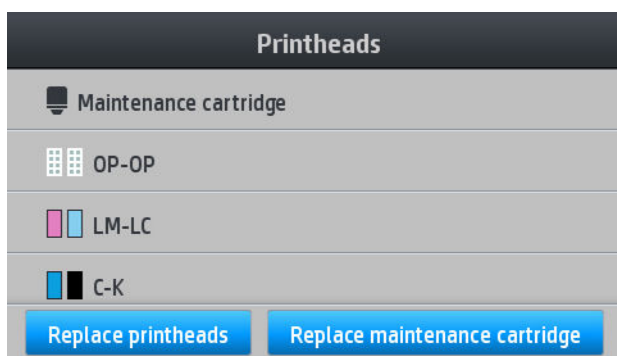 Printheads
Maintenance cartridge
OP-OP
LM-LC
C-K
Replace printheads Replace maintenance cartridge